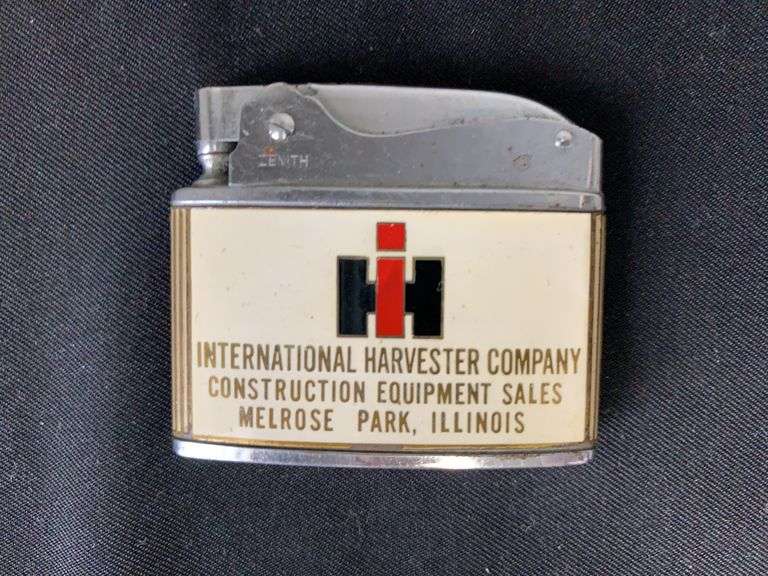 ZENITH
iH
INTERNATIONAL HARVESTER COMPANY
CONSTRUCTION EQUIPMENT SALES
MELROSE PARK, ILLINOIS